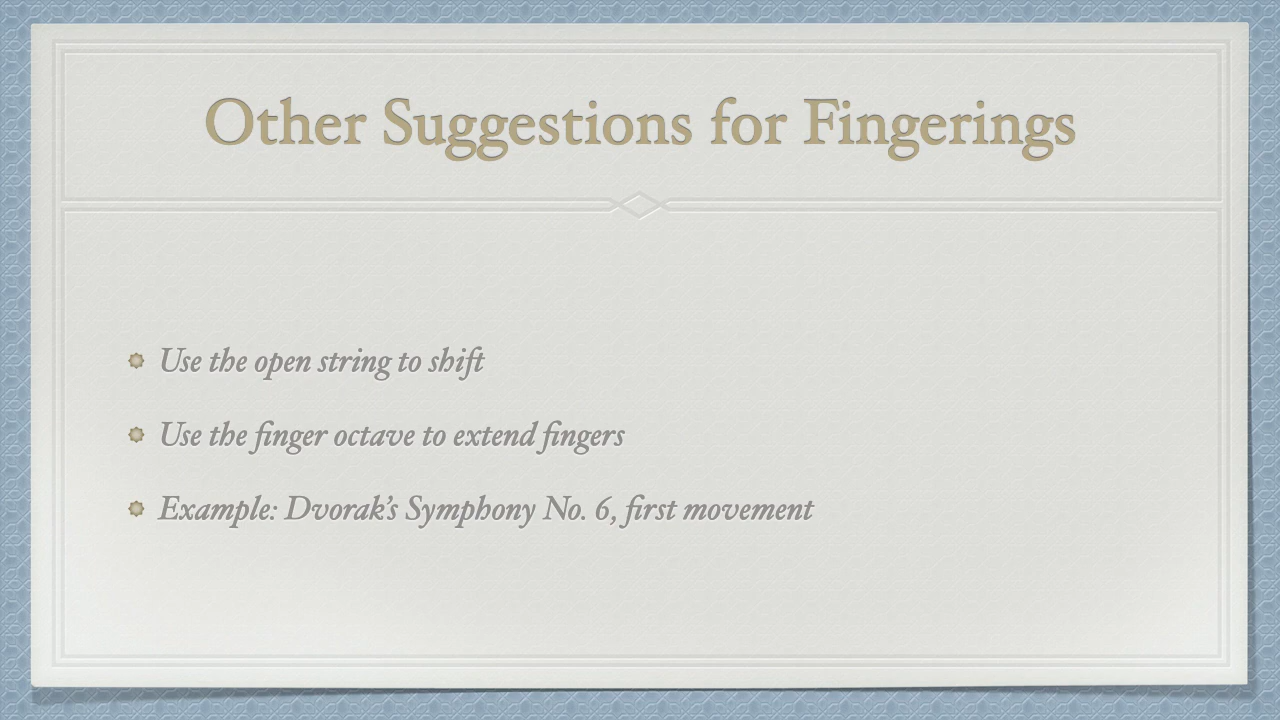 Other Suggestions for Fingerings
Use the open string to shift
Use the finger octave to extend fingers
Example: Dvorak’s Symphony No. 6, first movement